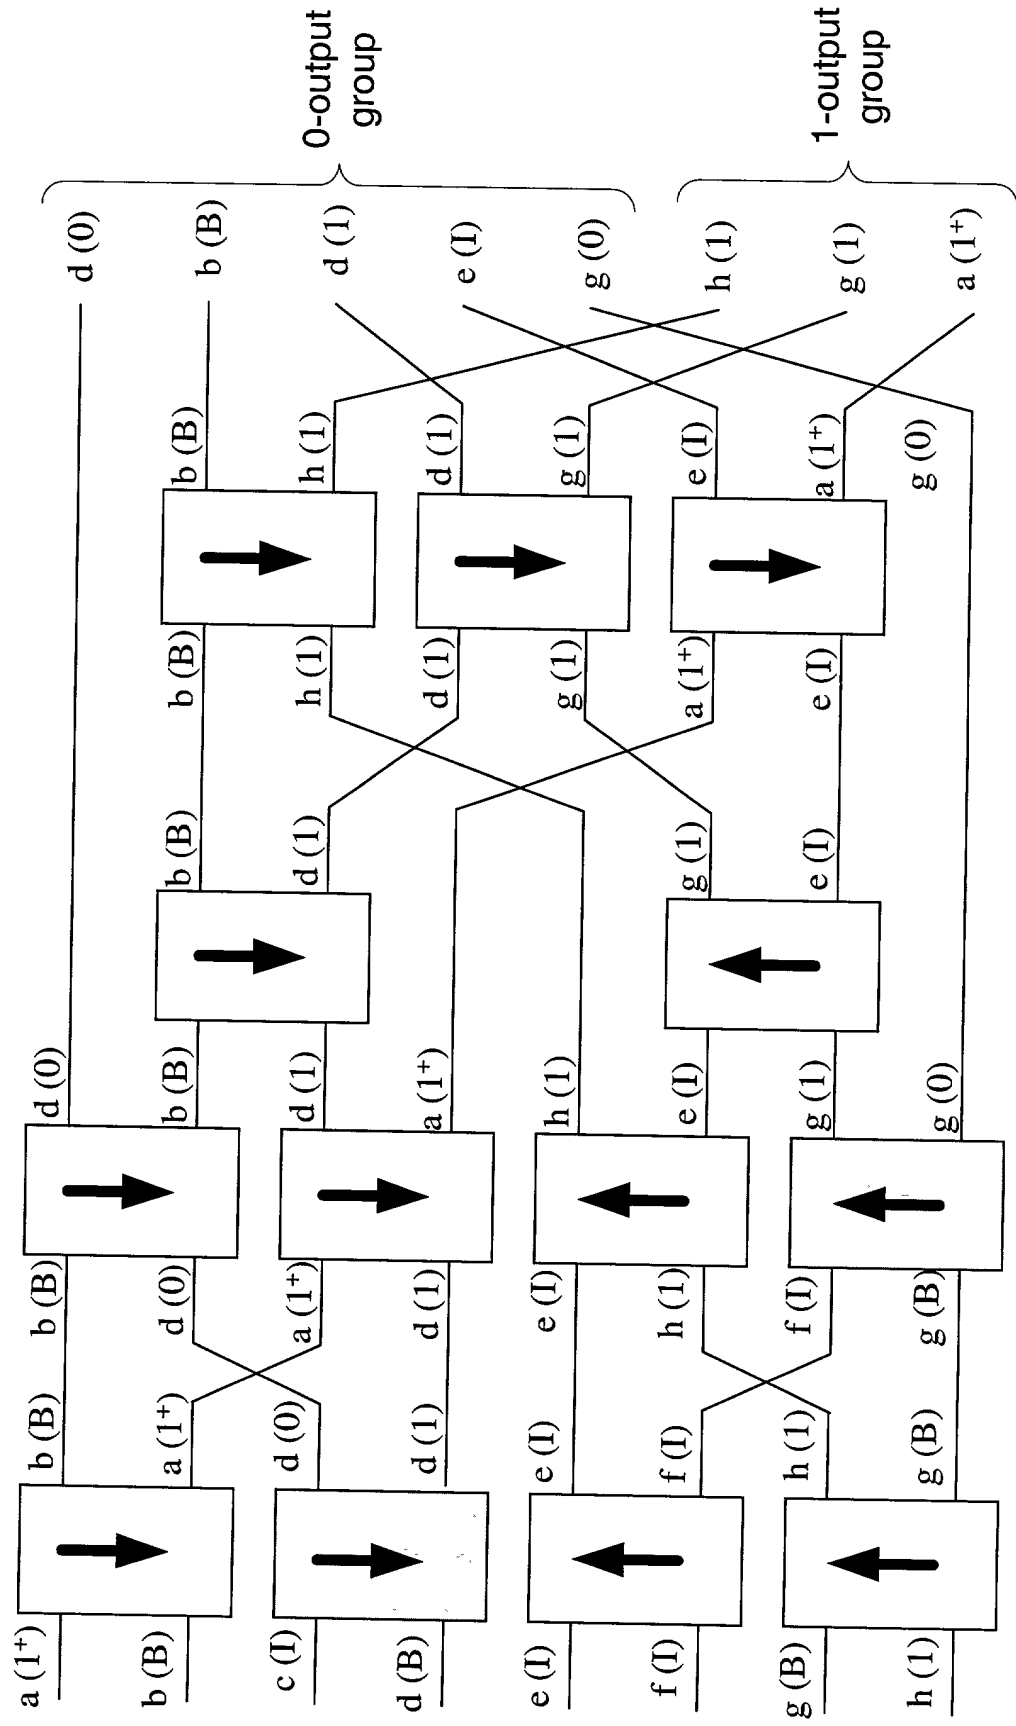 a (1⁺)
b (B)
c (I)
d (B)
e (I)
f (I)
g (B)
h (1)
b (B)
a (1⁺)
d (0)
d (1)
e (I)
f (I)
h (1)
g (B)
b (B)
d (0)
a (1⁺)
d (1)
e (I)
h (1)
f (I)
g (B)
d (0)
b (B)
d (1)
a (1⁺)
h (1)
e (I)
g (1)
g (0)
b (B)
d (1)
g (1)
e (I)
b (B)
h (1)
d (1)
g (1)
a (1⁺)
e (I)
b (B)
h (1)
d (1)
g (1)
e (I)
a (1⁺)
g (0)
d (0)
b (B)
d (1)
e (I)
g (0)
h (1)
g (1)
a (1⁺)
0-output
group
1-output
group